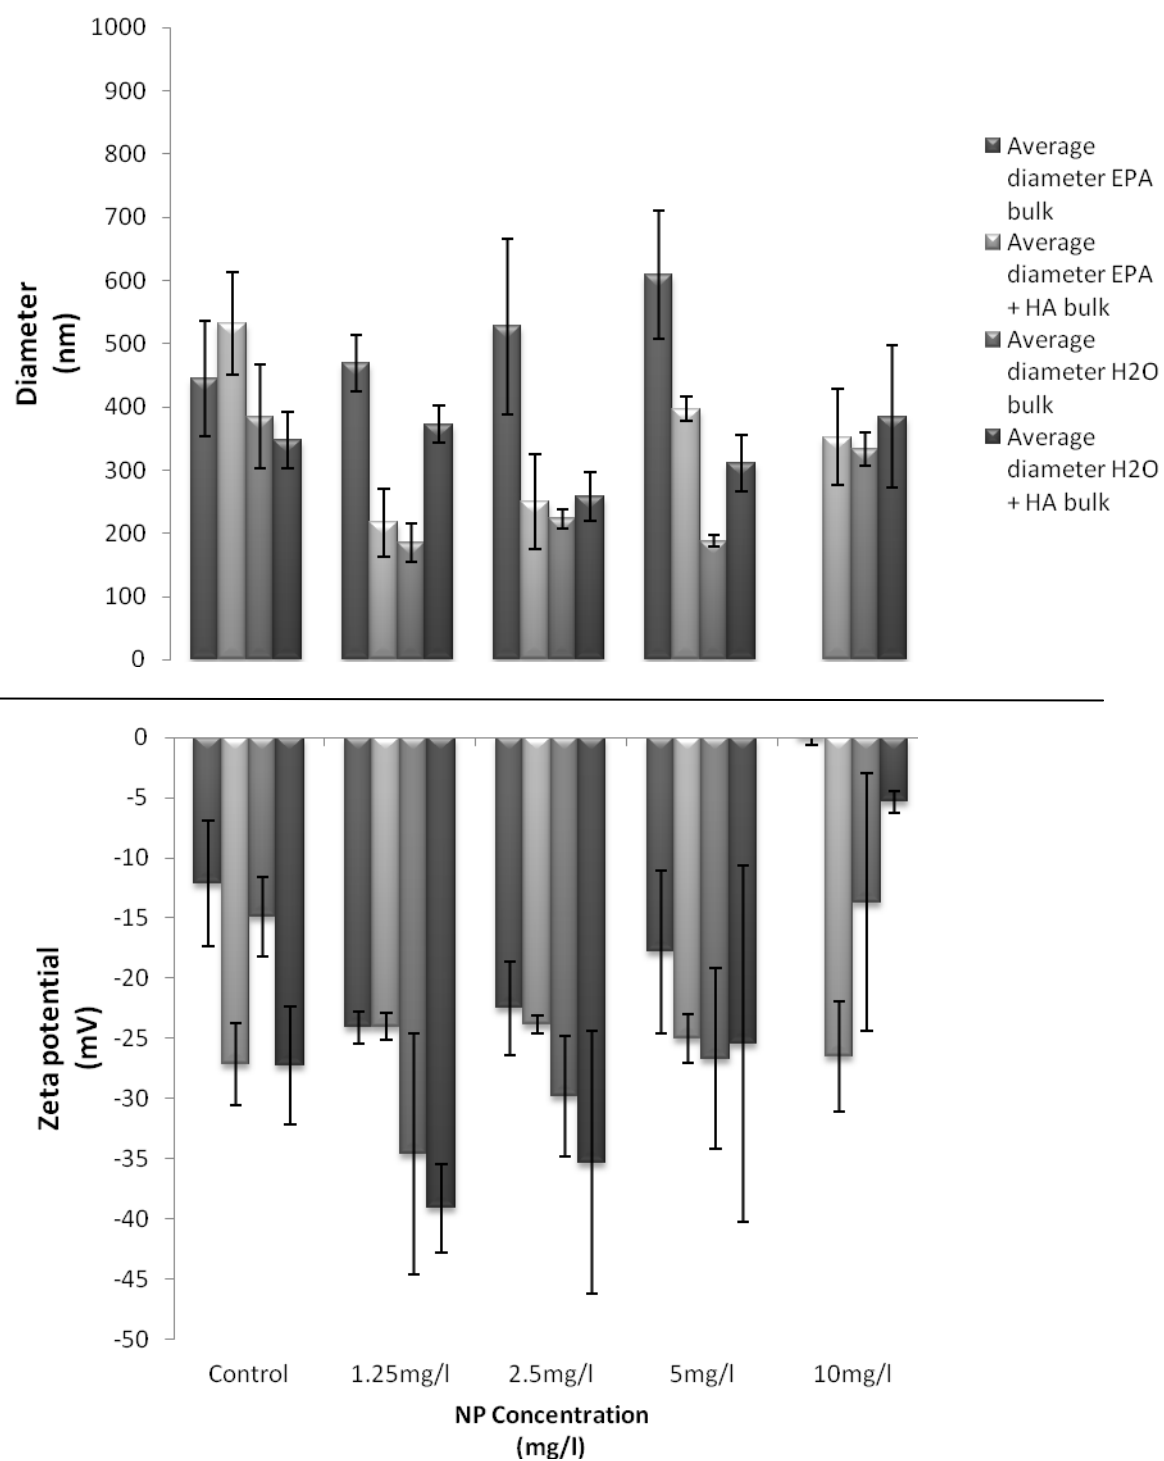 1000
900
800
700
600
500
400
300
200
100
0
Diameter
(nm)
Average
diameter EPA
bulk
Average
diameter EPA
+ HA bulk
Average
diameter H2O
bulk
Average
diameter H2O
+ HA bulk
0
-5
-10
-15
-20
-25
-30
-35
-40
-45
-50
Zeta potential
(mV)
Control 1.25mg/l 2.5mg/l 5mg/l 10mg/l
NP Concentration
(mg/l)